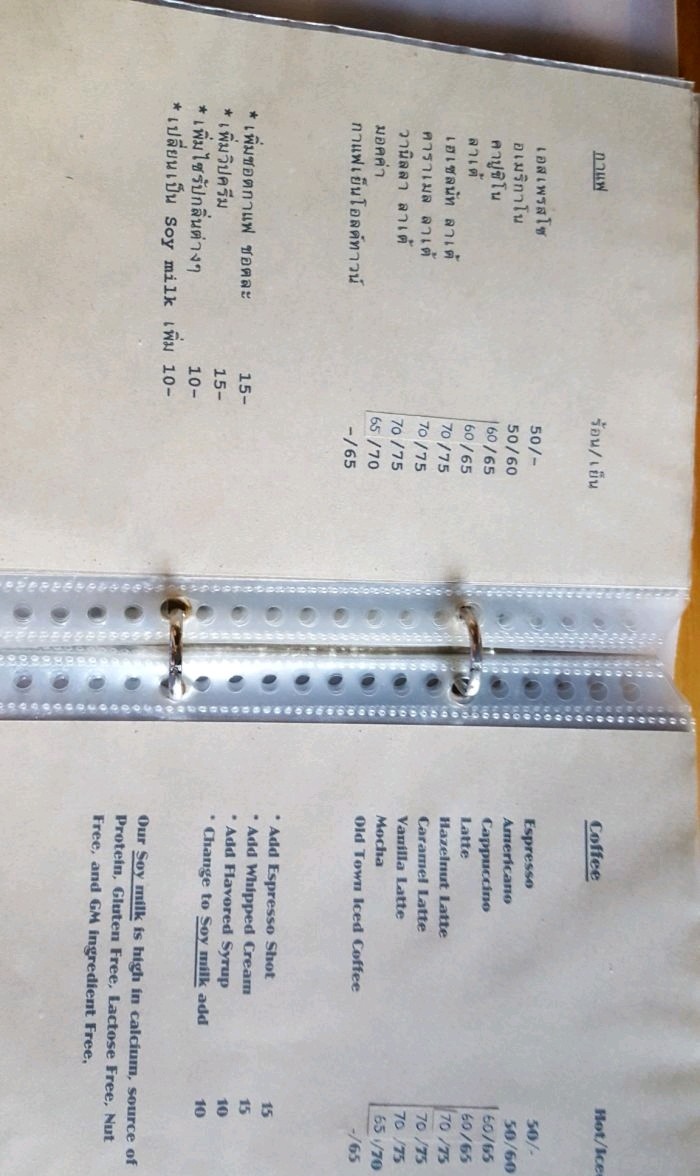 กาแฟ ร้อน/เย็น
เอสเพรสโซ 50/-
อเมริกาโน 50/60
คาปูชิโน 60/65
ลาเต้ 60/65
เฮเซลนัท ลาเต้ 70/75
คาราเมล ลาเต้ 70/75
วานิลลา ลาเต้ 70/75
มอคค่า 65/70
กาแฟเย็นโอลด์ทาวน์ -/65
* เพิ่มชอตกาแฟ ชอตละ 15-
* เพิ่มวิปครีม 15-
* เพิ่มไซรัปกลิ่นต่างๆ 10-
* เปลี่ยนเป็น Soy milk เพิ่ม 10-
Coffee Hot/Ice
Espresso 50/-
Americano 50/60
Cappuccino 60/65
Latte 60/65
Hazelnut Latte 70/75
Caramel Latte 70/75
Vanilla Latte 70/75
Mocha 65/70
Old Town Iced Coffee -/65
* Add Espresso Shot 15
* Add Whipped Cream 15
* Add Flavored Syrup 10
* Change to Soy milk add 10
Our Soy milk is high in calcium, source of
Protein, Gluten Free, Lactose Free, Nut
Free, and GM ingredient Free.